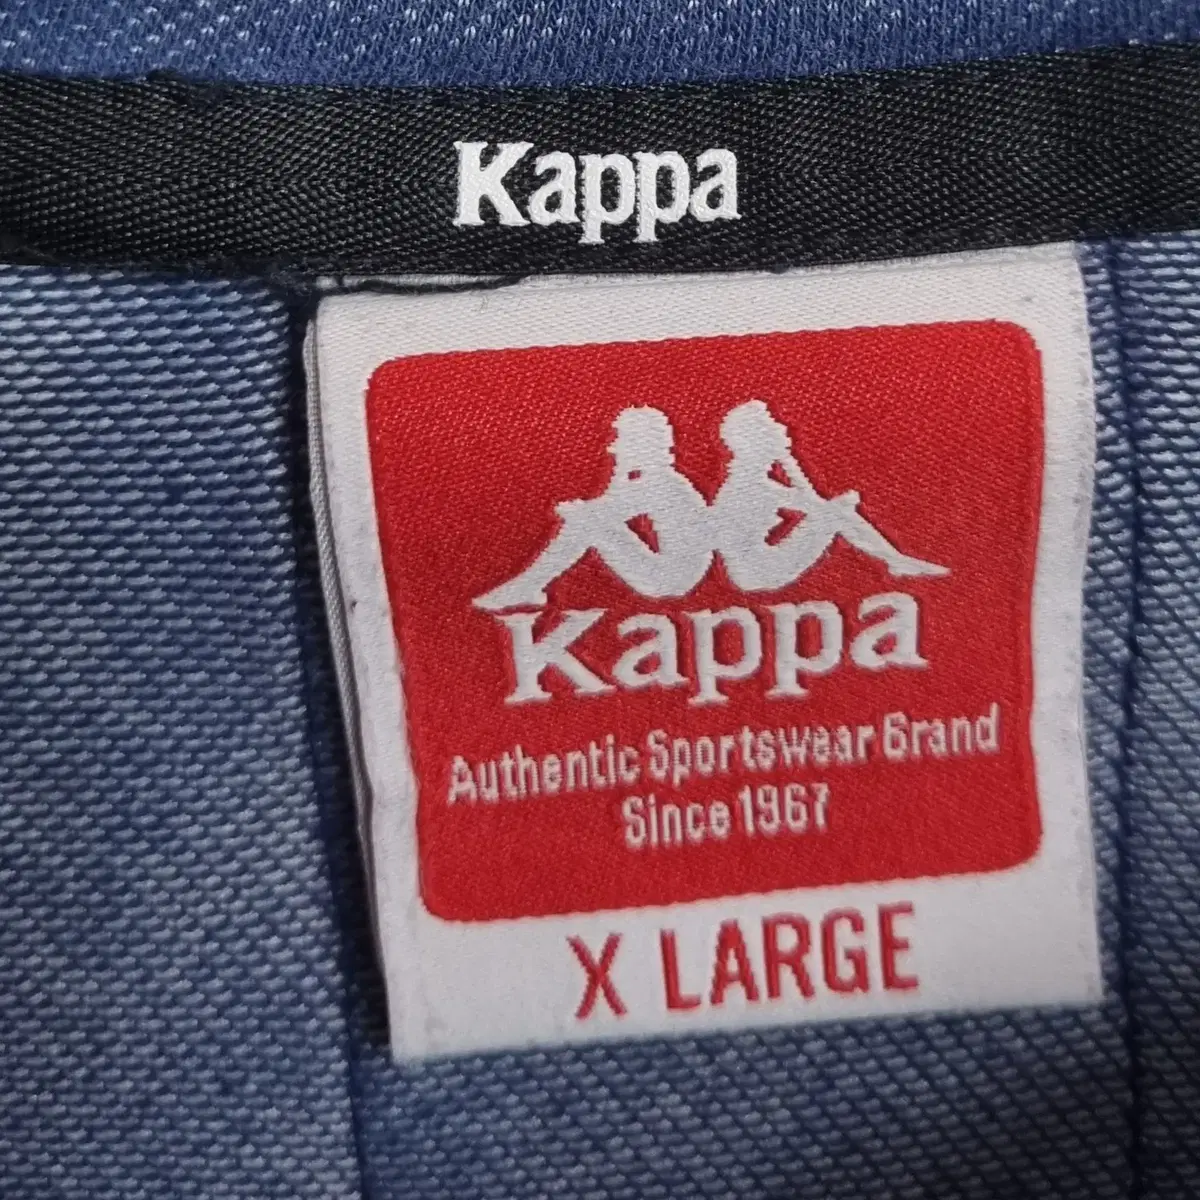 Kappa
Kappa
Authentic Sportswear Brand
Since 1967
X LARGE